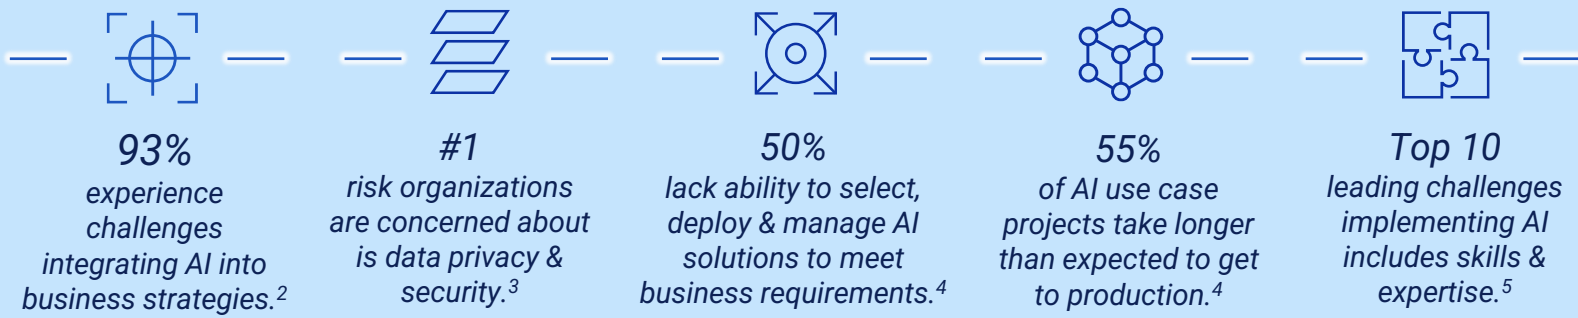 93%
experience
challenges
integrating AI into
business strategies.2
#1
risk organizations
are concerned about
is data privacy &
security.3
50%
lack ability to select,
deploy & manage AI
solutions to meet
business requirements.4
55%
of AI use case
projects take longer
than expected to get
to production.4
Top 10
leading challenges
implementing AI
includes skills &
expertise.5